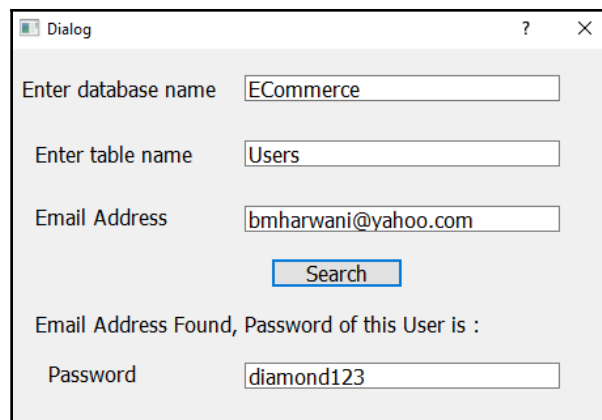 Dialog ?
Enter database name ECommerce
Enter table name Users
Email Address bmharwani@yahoo.com
Search
Email Address Found, Password of this User is :
Password diamond123